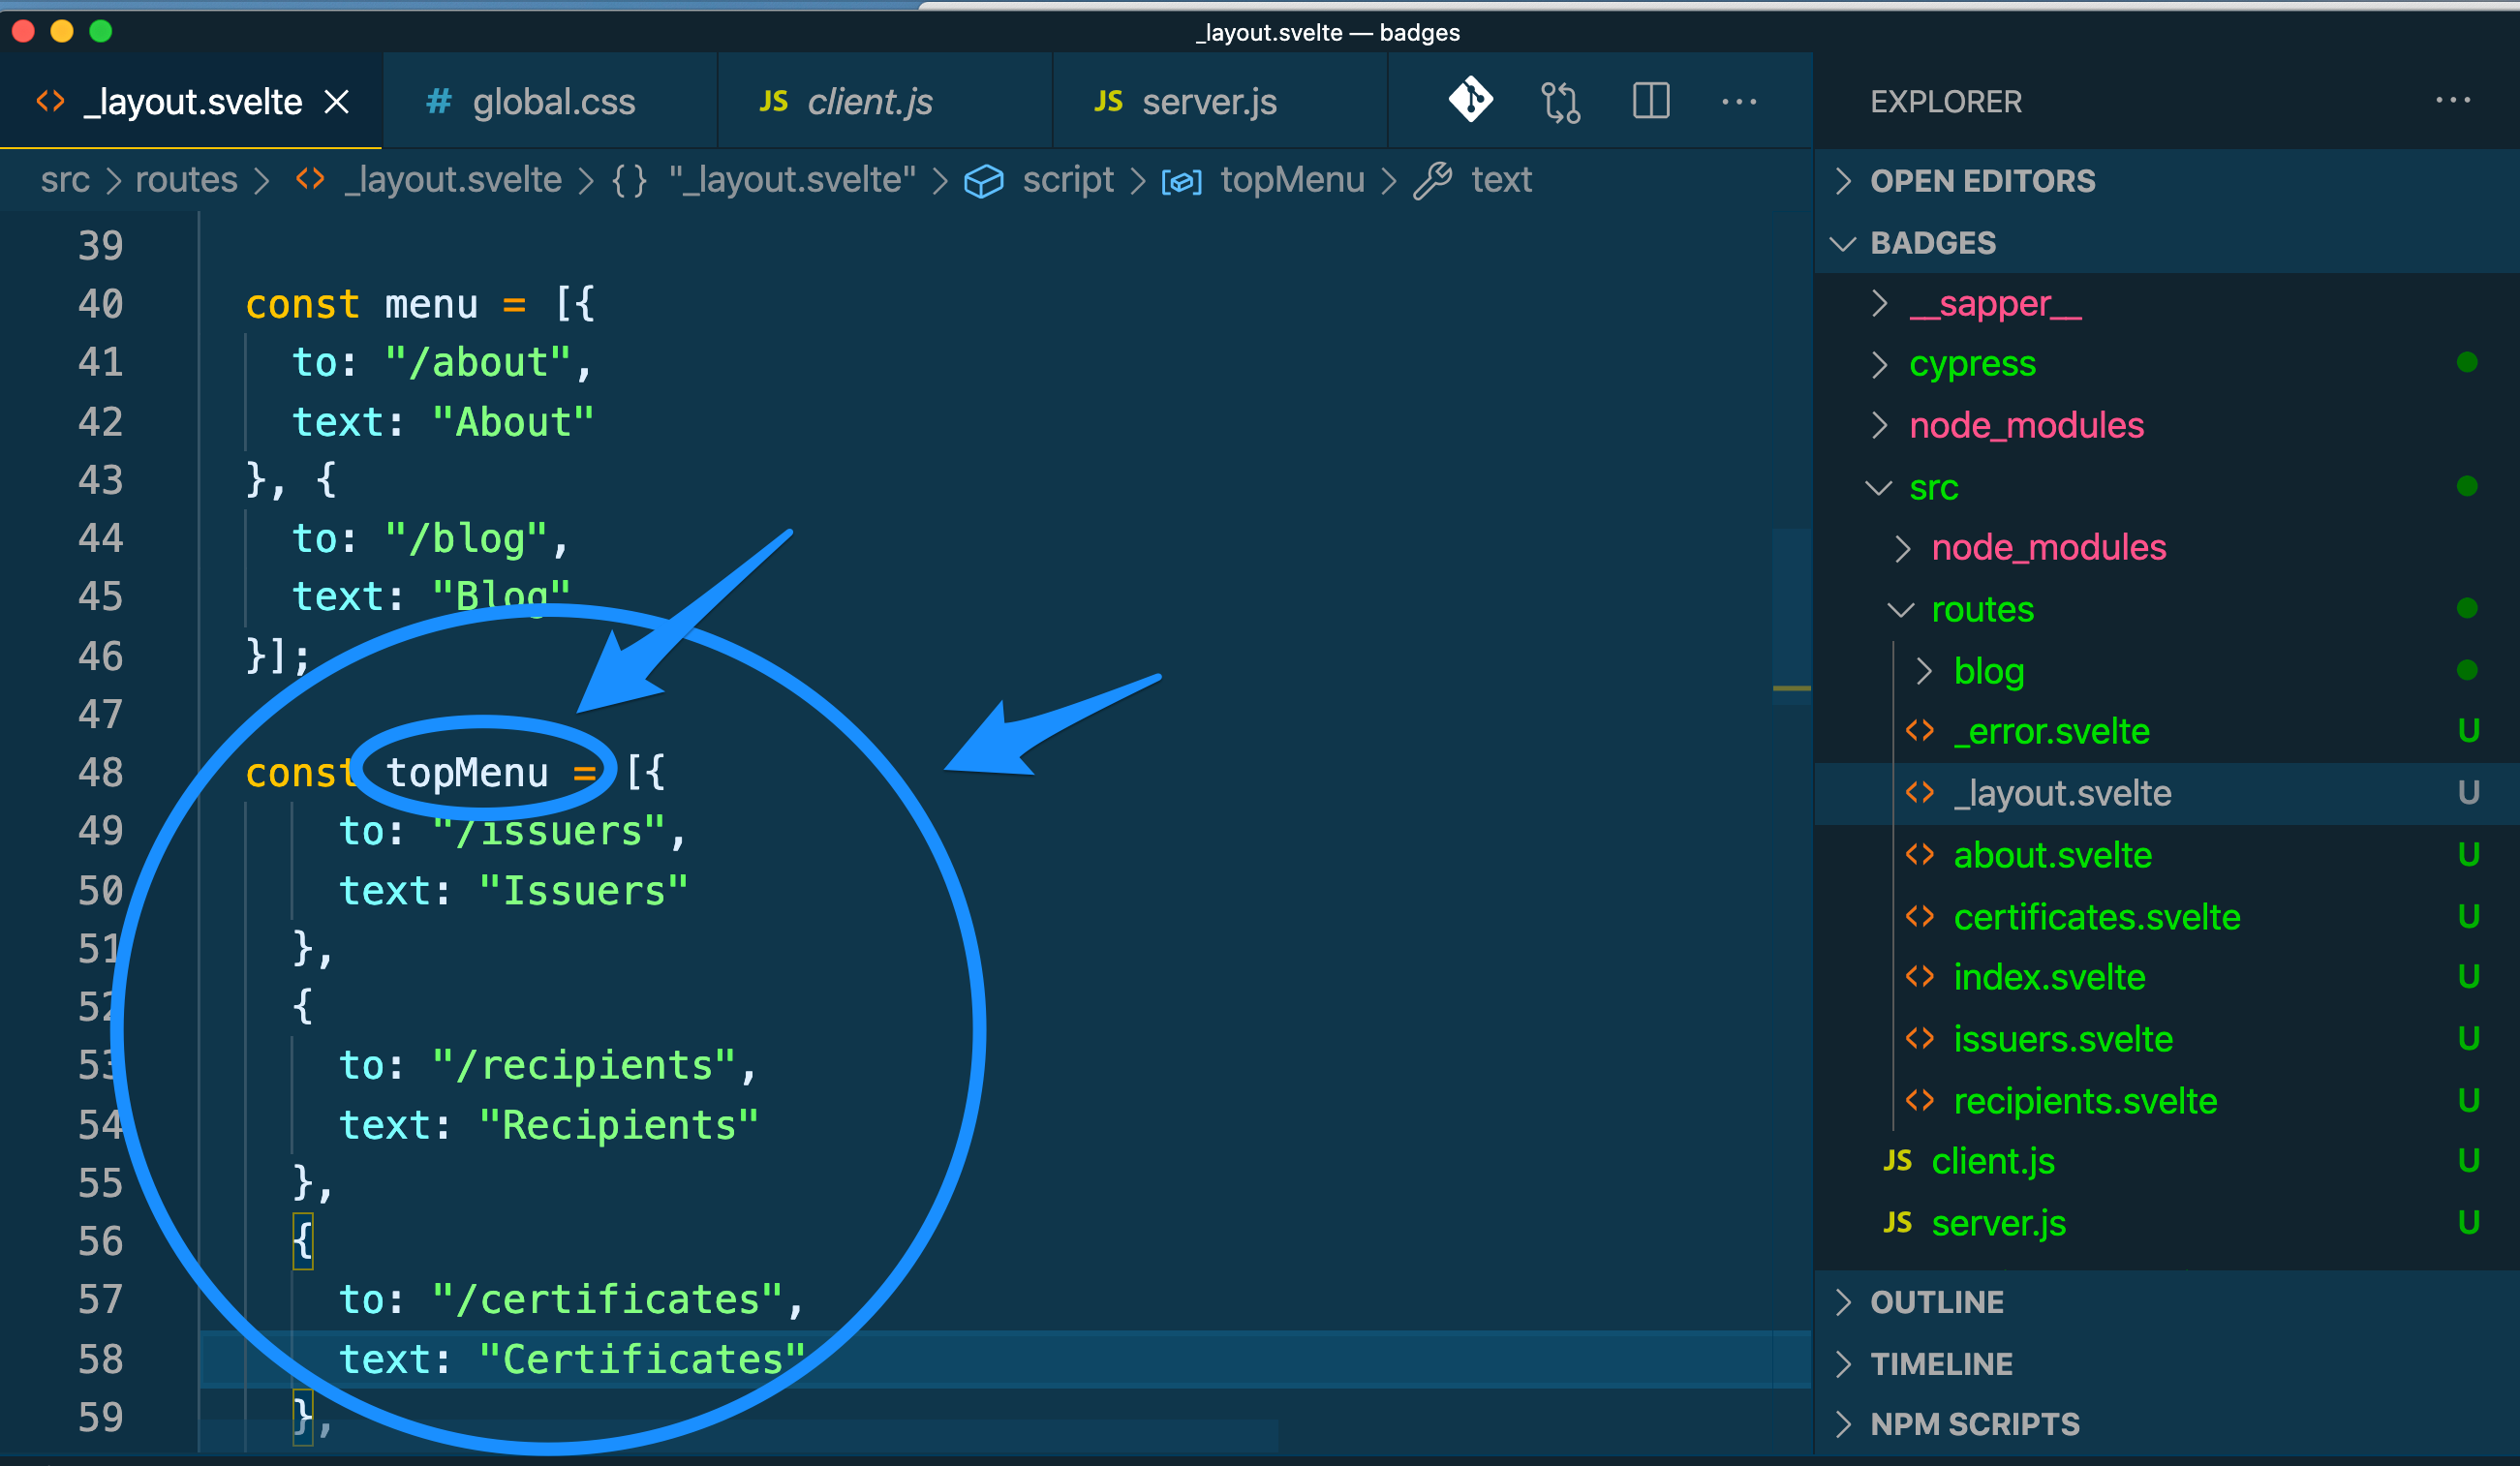 _layout.svelte — badges
_layout.svelte
# global.css
JS client.js
JS server.js
src > routes > _layout.svelte > {} "_layout.svelte" > script > topMenu > text
39
40 const menu = [{
41 to: "/about",
42 text: "About"
43 }, {
44 to: "/blog",
45 text: "Blog"
46 }];
47
48 const topMenu = [{
49 to: "/issuers",
50 text: "Issuers"
51 },
52 {
53 to: "/recipients",
54 text: "Recipients"
55 },
56 {
57 to: "/certificates",
58 text: "Certificates"
59 },
EXPLORER
OPEN EDITORS
BADGES
__sapper__
cypress
node_modules
src
node_modules
routes
blog
_error.svelte U
_layout.svelte U
about.svelte U
certificates.svelte U
index.svelte U
issuers.svelte U
recipients.svelte U
JS client.js U
JS server.js U
OUTLINE
TIMELINE
NPM SCRIPTS